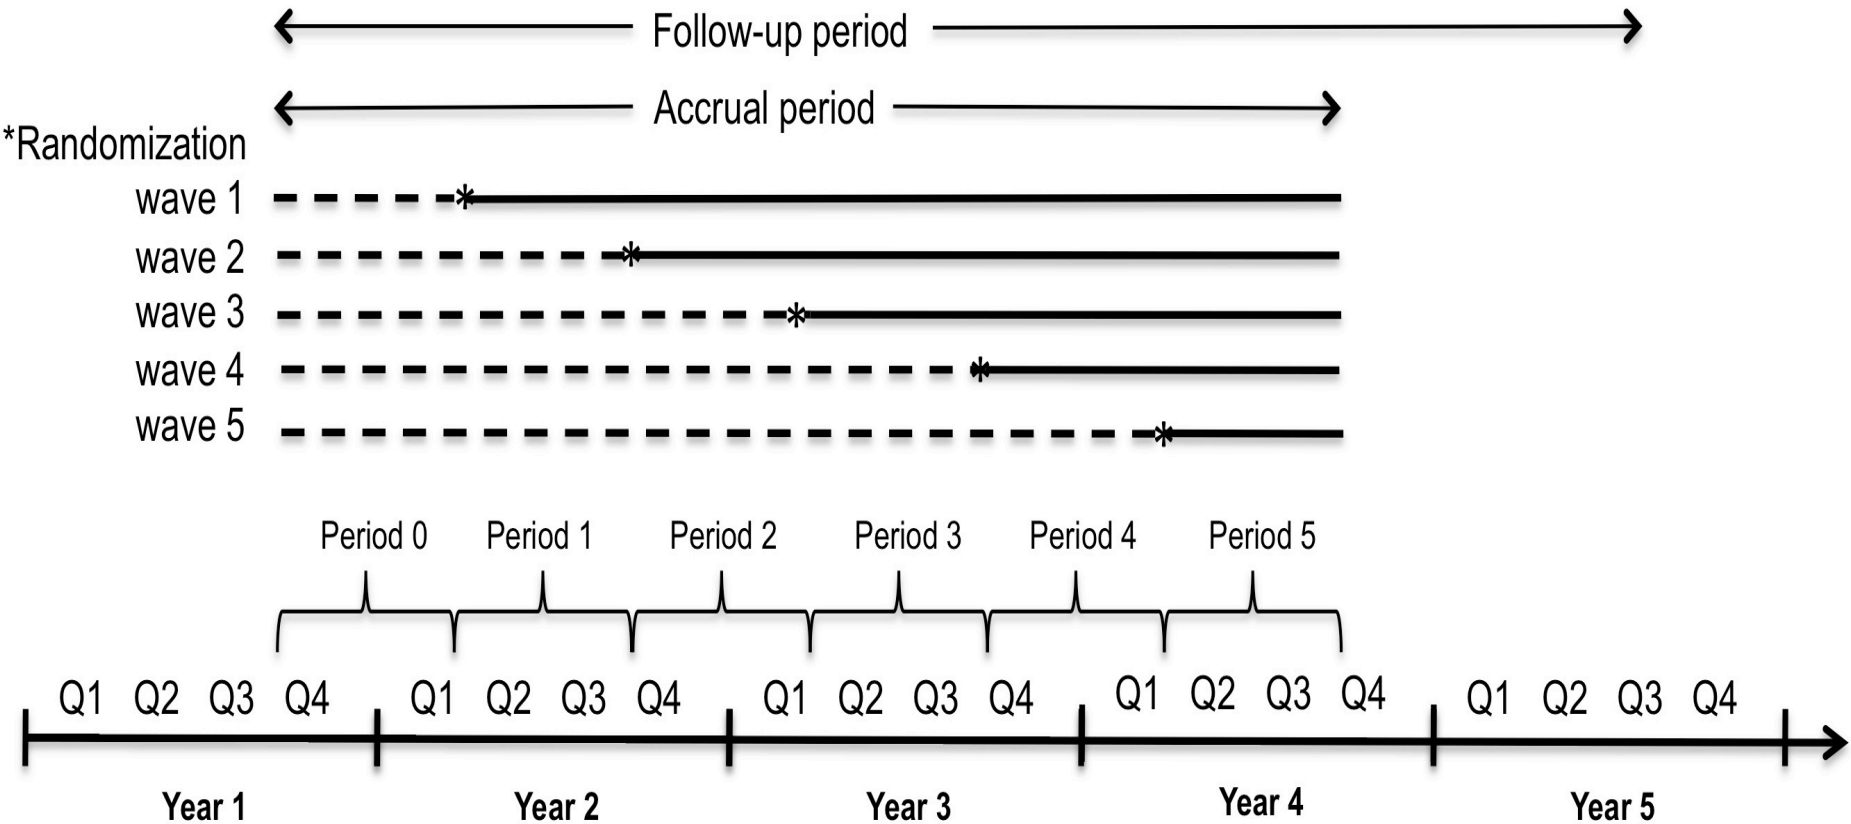 Follow-up period
Accrual period
*Randomization
wave 1
wave 2
wave 3
wave 4
wave 5
Period 0 Period 1 Period 2 Period 3 Period 4 Period 5
Q1 Q2 Q3 Q4 Q1 Q2 Q3 Q4 Q1 Q2 Q3 Q4 Q1 Q2 Q3 Q4 Q1 Q2 Q3 Q4
Year 1 Year 2 Year 3 Year 4 Year 5